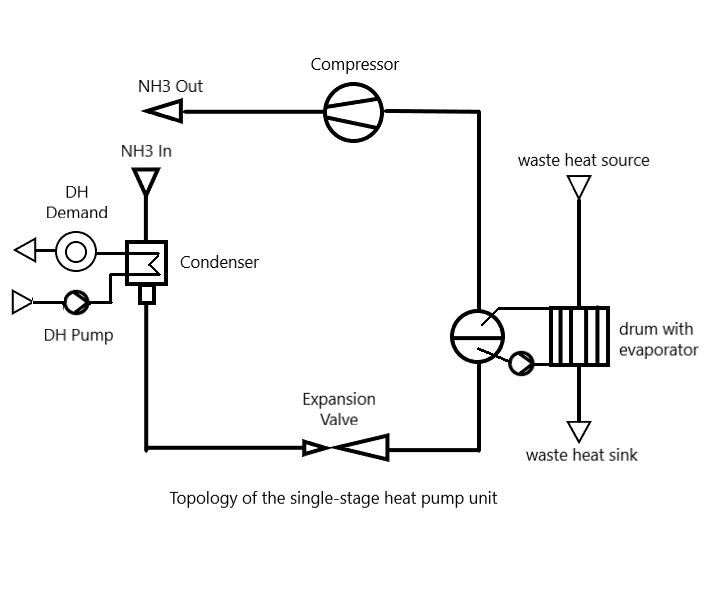 Compressor
NH3 Out
NH3 In
waste heat source
DH
Demand
Condenser
DH Pump
drum with
evaporator
Expansion
Valve
waste heat sink
Topology of the single-stage heat pump unit